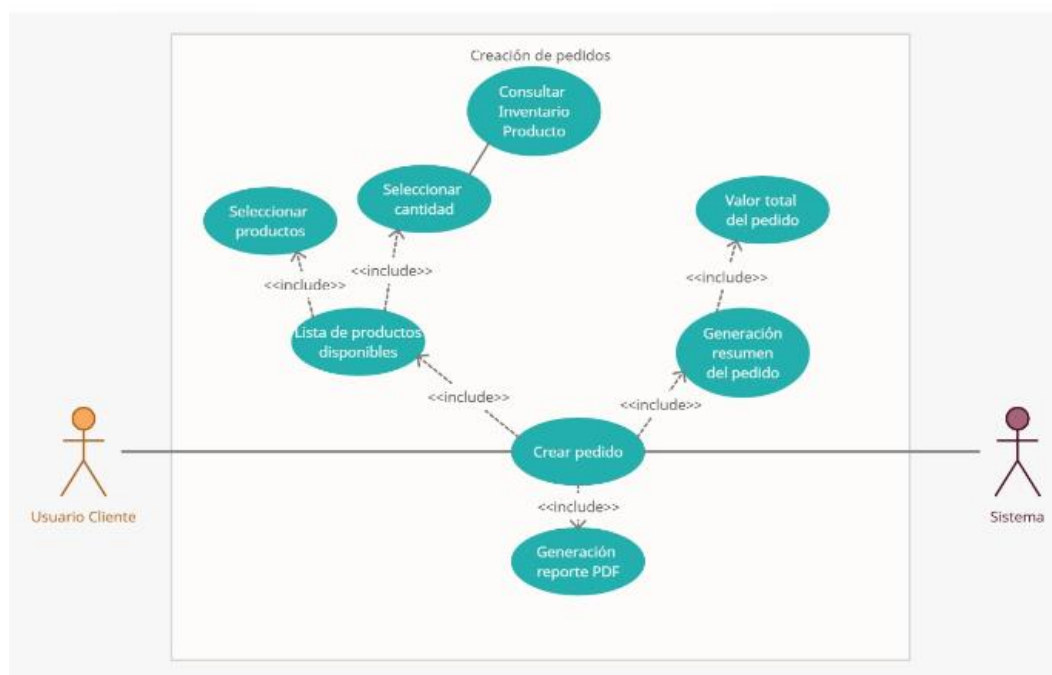 Creación de pedidos
Consultar
Inventario
Producto
Seleccionar
cantidad
Seleccionar
productos
Valor total
del pedido
<<include>>
<<include>>
<<include>>
Lista de productos
disponibles
Generación
resumen
del pedido
<<include>>
<<include>>
Crear pedido
Usuario Cliente
Sistema
<<include>>
Generación
reporte PDF